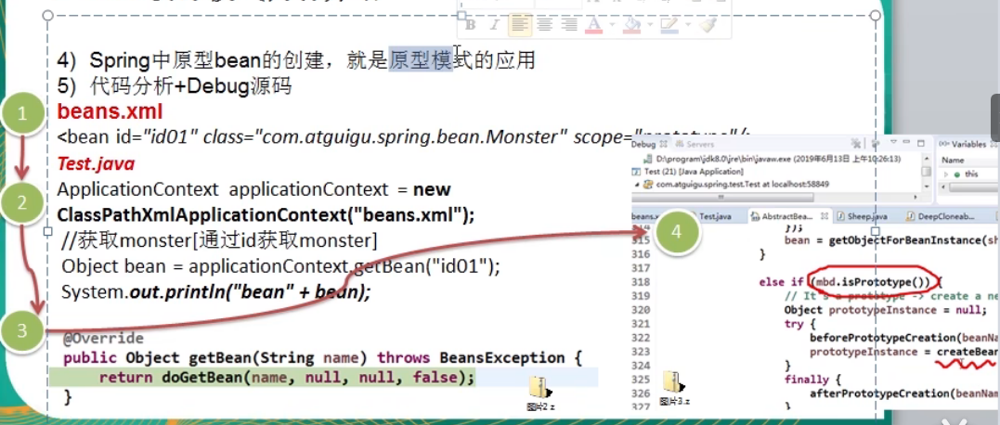 4) Spring中原型bean的创建，就是原型模式的应用
5) 代码分析+Debug源码
1
beans.xml
<bean id="id01" class="com.atguigu.spring.bean.Monster" scope="prototype"/>
Test.java
2
ApplicationContext applicationContext = new
ClassPathXmlApplicationContext("beans.xml");
//获取monster[通过id获取monster]
Object bean = applicationContext.getBean("id01");
System.out.println("bean" + bean);
3
@Override
public Object getBean(String name) throws BeansException {
return doGetBean(name, null, null, false);
}
图片2.z
Debug Servers
Variables
D:\program\jdk8.0\jre\bin\javaw.exe (2019年6月13日 上午10:26:13)
Name
Test (21) [Java Application]
this
com.atguigu.spring.test.Test at localhost:58849
4
beans.x Test.java AbstractBea... Sheep.java DeepCloneab...
314 });
315 bean = getObjectForBeanInstance(sh
316 }
317
318 else if (mbd.isPrototype()) {
319 // It's a prototype -> create a ne
320 Object prototypeInstance = null;
321 try {
322 beforePrototypeCreation(beanNa
323 prototypeInstance = createBean
324 }
325 finally {
326 afterPrototypeCreation(beanNam
327 }
图片3.z
B I A